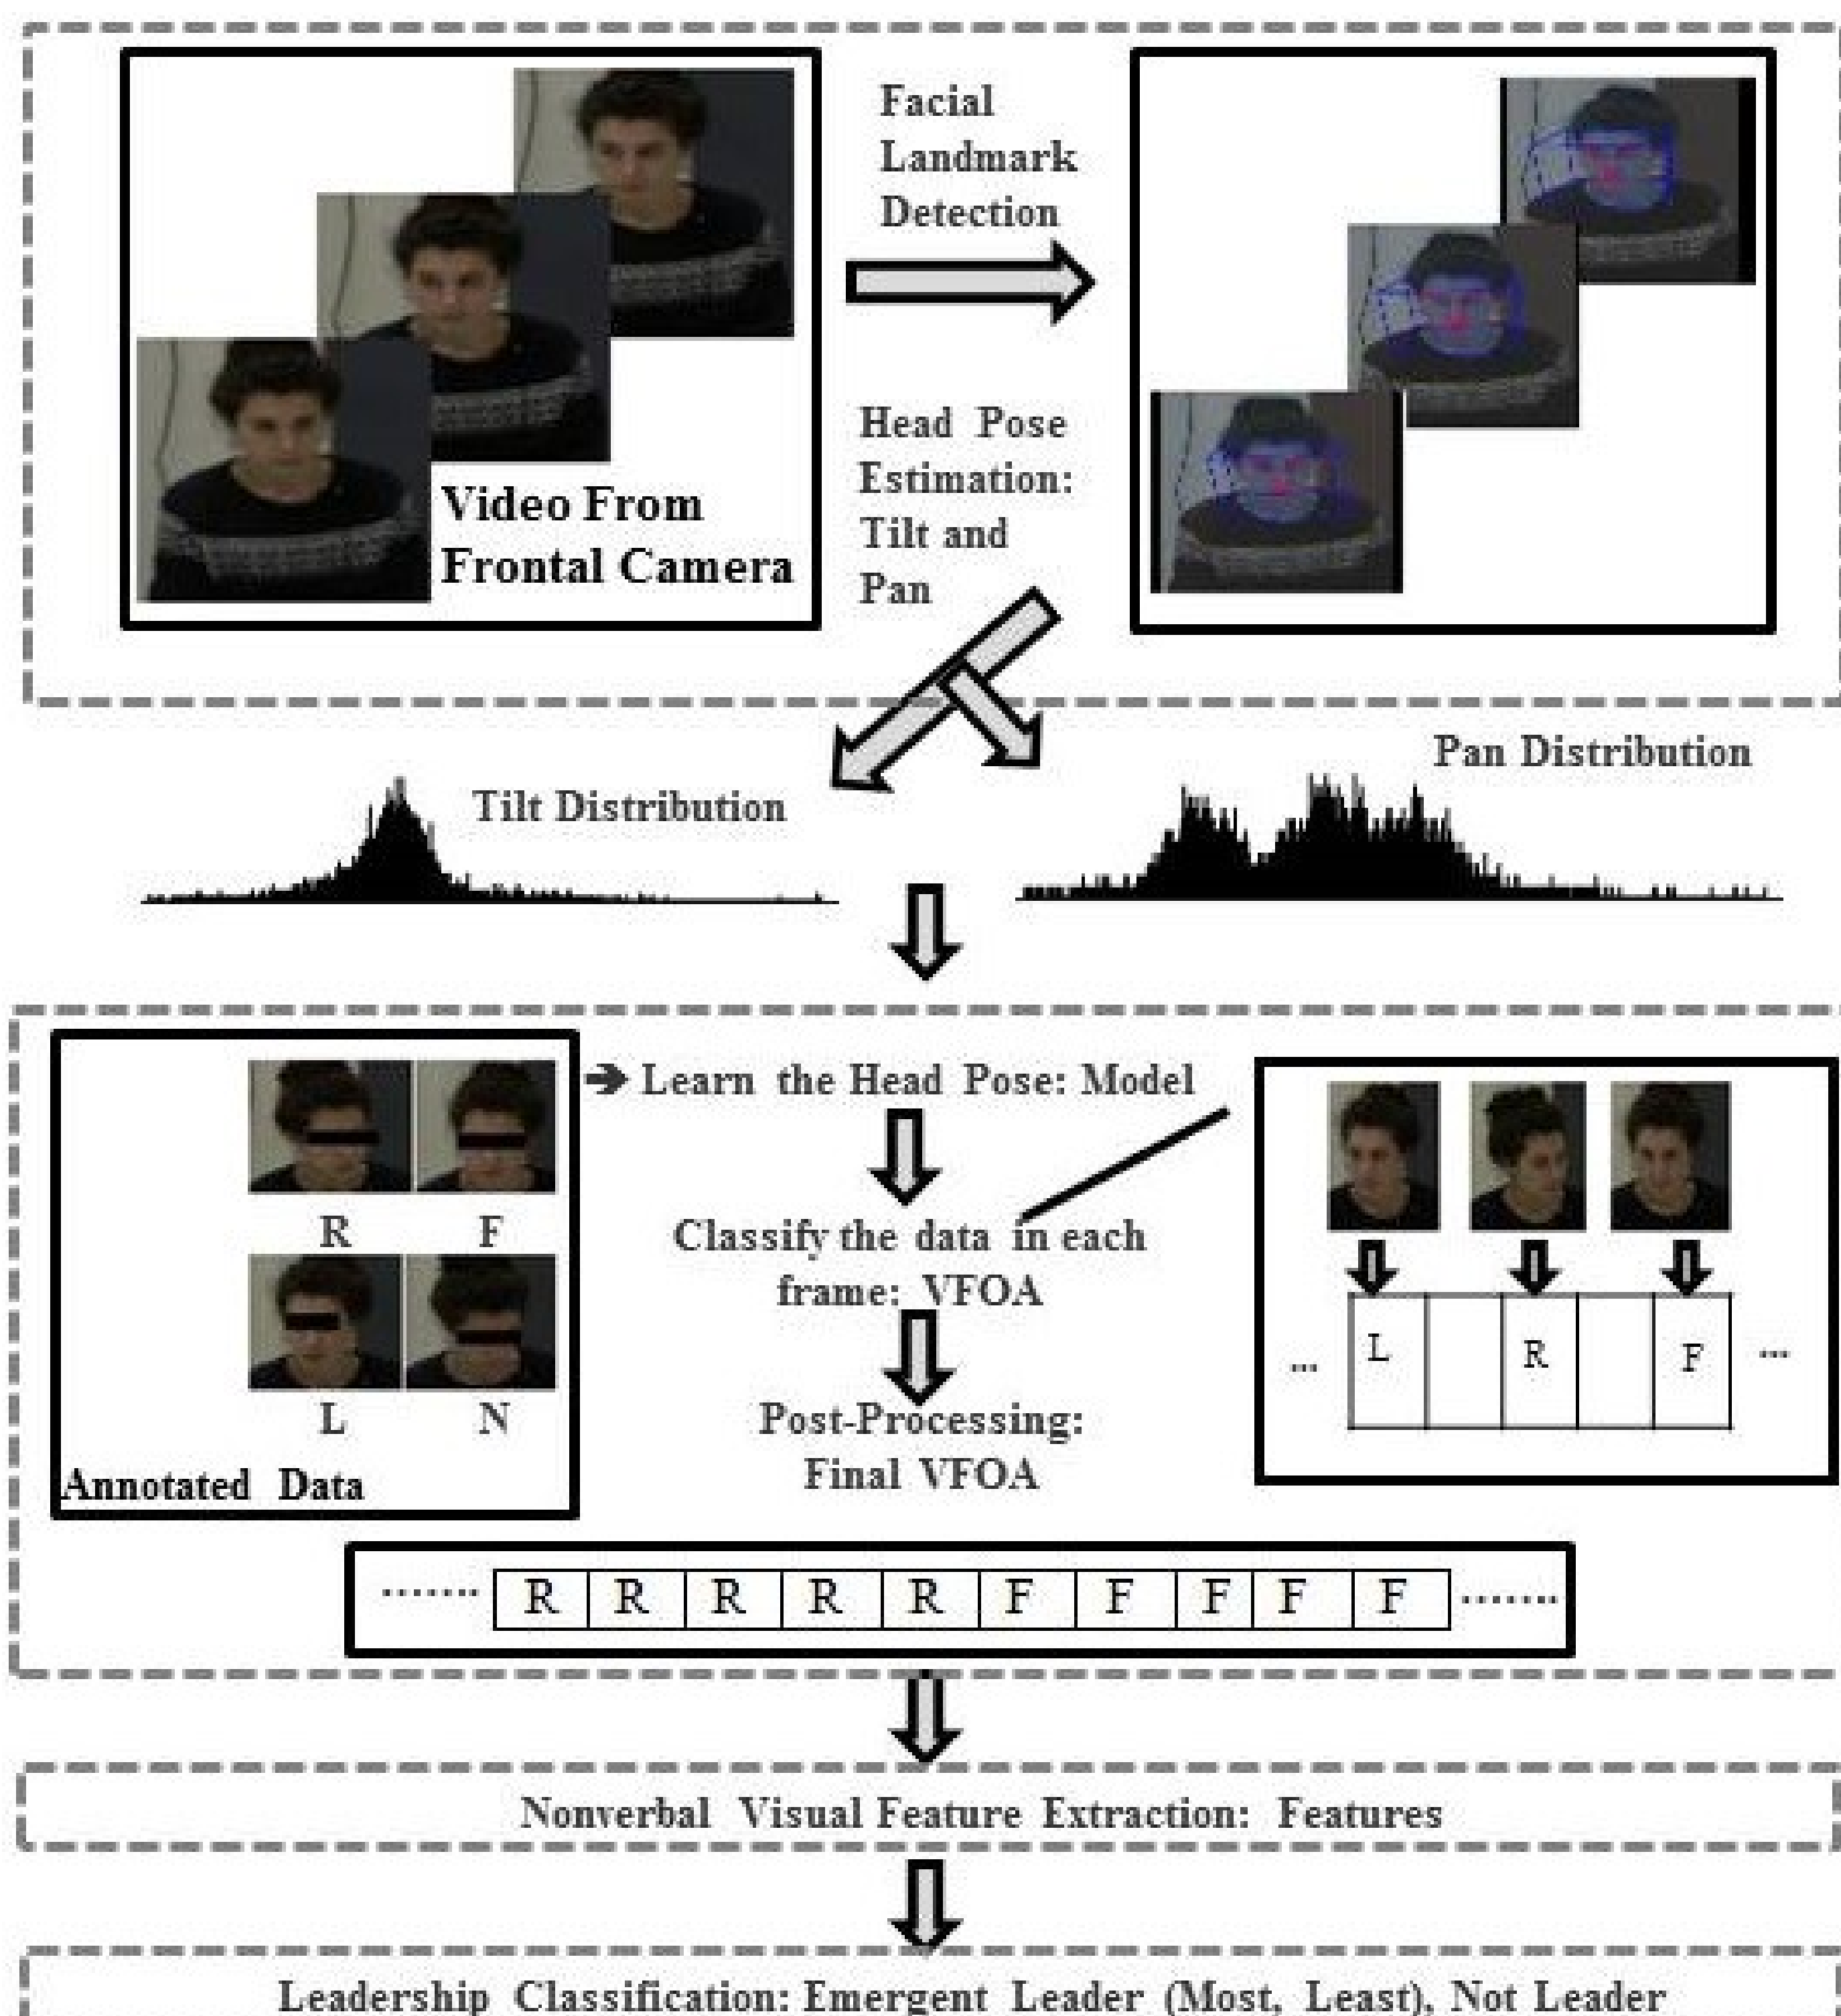 Facial
Landmark
Detection
Video From
Frontal Camera
Head Pose
Estimation:
Tilt and
Pan
Tilt Distribution
Pan Distribution
Learn the Head Pose: Model
R F
L N
Annotated Data
Classify the data in each
frame: VFOA
... L R F ...
Post-Processing:
Final VFOA
....... R R R R R F F F F F .......
Nonverbal Visual Feature Extraction: Features
Leadership Classification: Emergent Leader (Most, Least), Not Leader